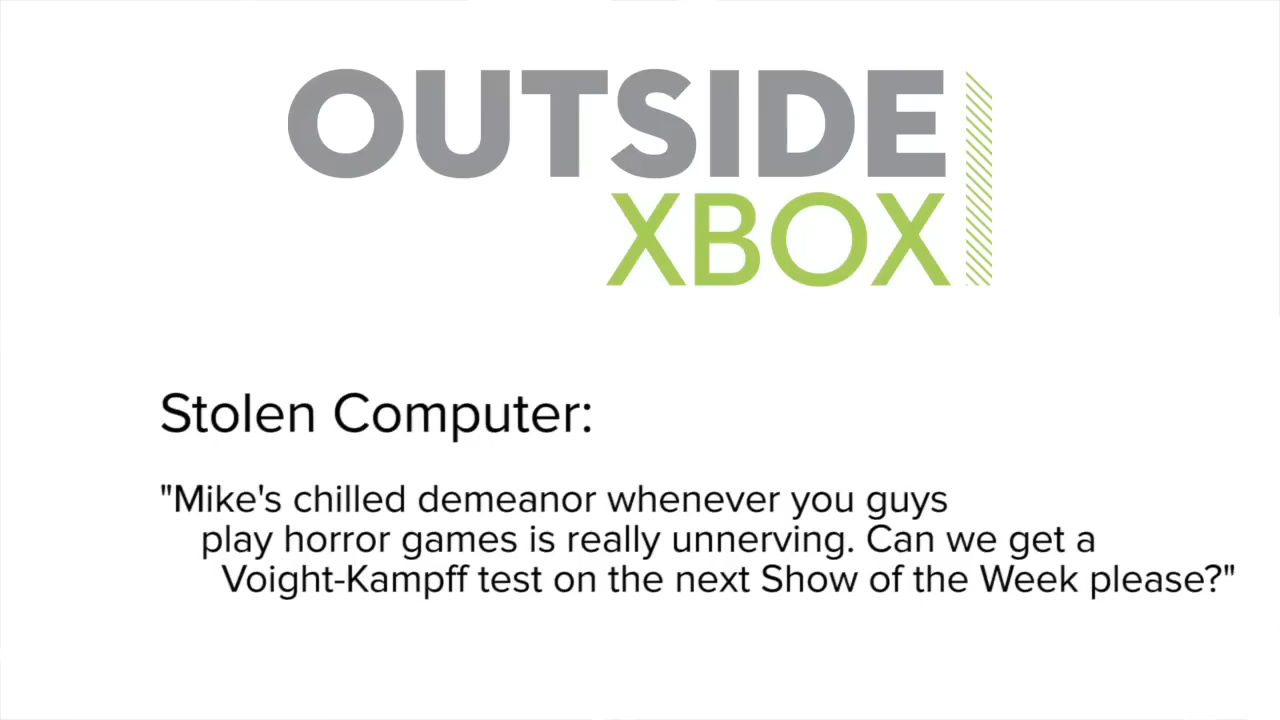 OUTSIDE
XBOX
Stolen Computer:
"Mike's chilled demeanor whenever you guys
play horror games is really unnerving. Can we get a
Voight-Kampff test on the next Show of the Week please?"